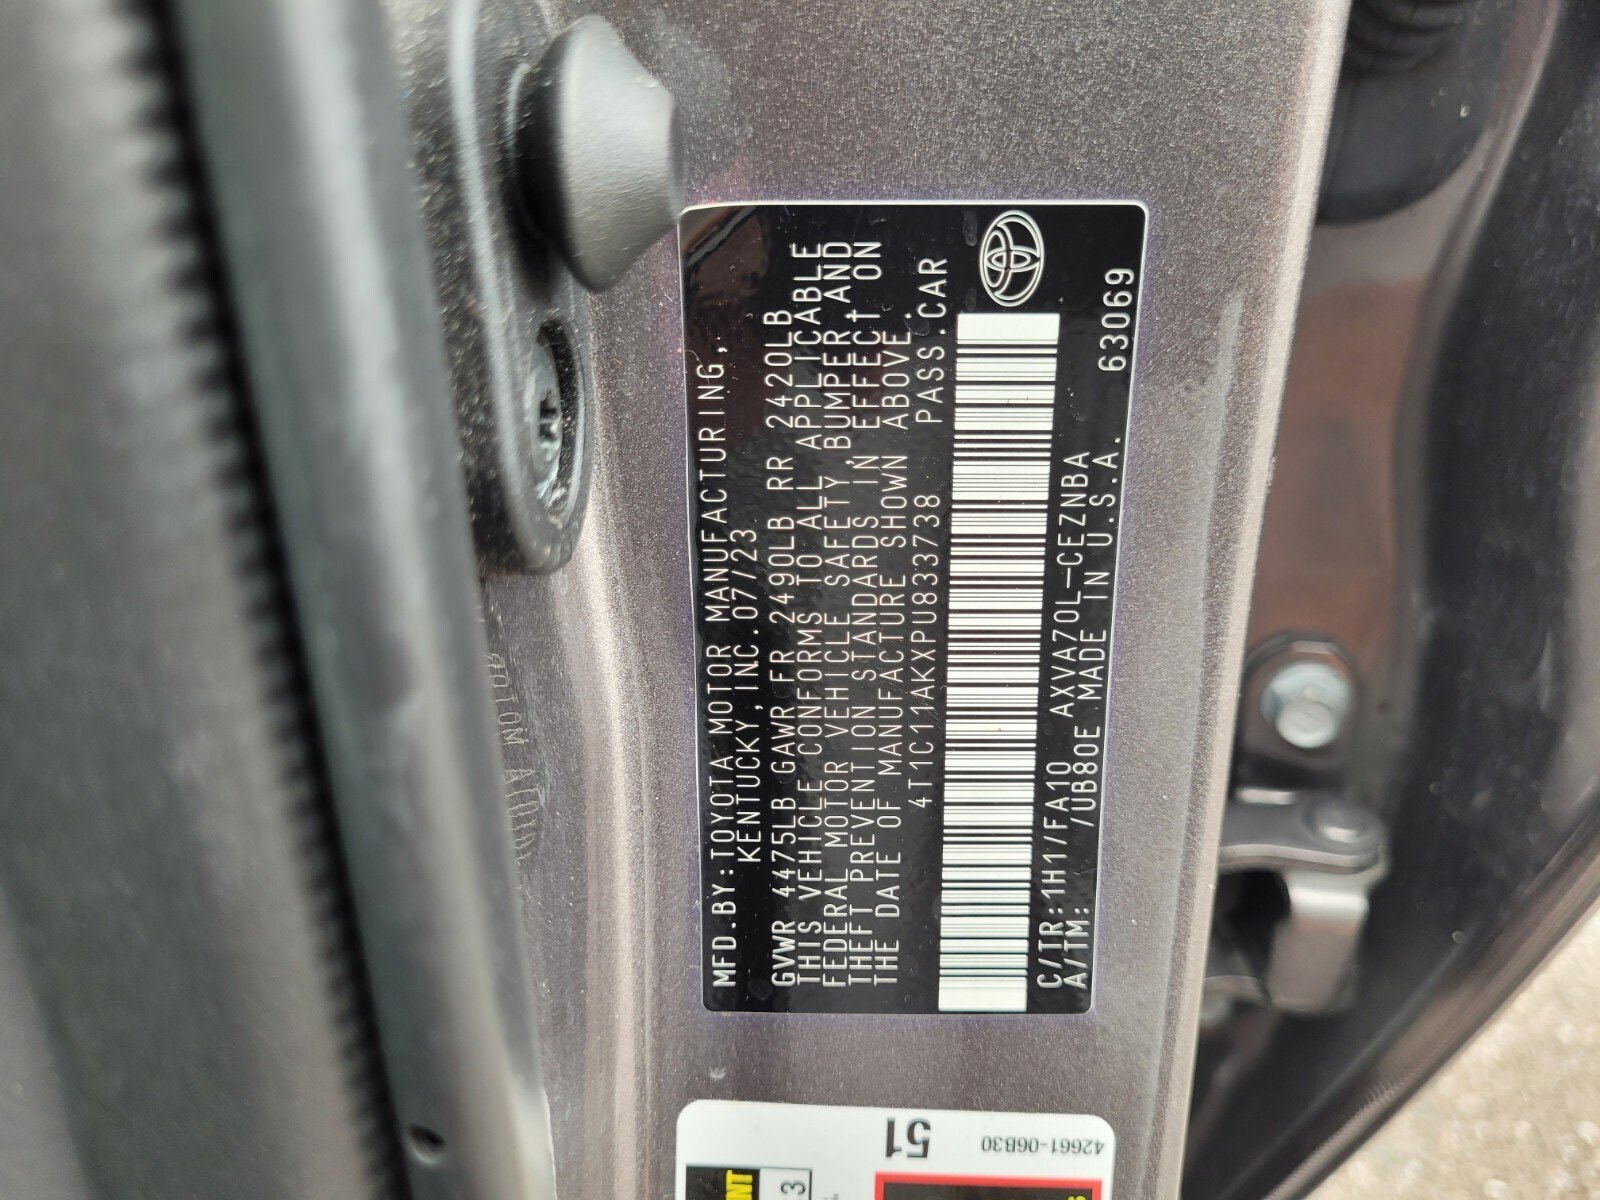 MFD.BY:TOYOTA MOTOR MANUFACTURING,
KENTUCKY,INC. 07/23
GVWR 4475LB GAWR FR 2490LB RR 2420LB
THIS VEHICLE CONFORMS TO ALL APPLICABLE
FEDERAL MOTOR VEHICLE SAFETY, BUMPER, AND
THEFT PREVENTION STANDARDS IN EFFECT ON
THE DATE OF MANUFACTURE SHOWN ABOVE.
4T1C11AKXPU833738 PASS.CAR
C/TR:1H1/FA10 AXVA70L-CEZNBA
A/TM: /UB80E MADE IN U.S.A. 63069
51
42661-06B30
3